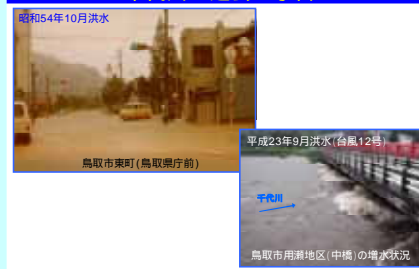 昭和54年10月洪水
鳥取市東町(鳥取県庁前)
平成23年9月洪水(台風12号)
千代川
鳥取市用瀬地区(中橋)の増水状況